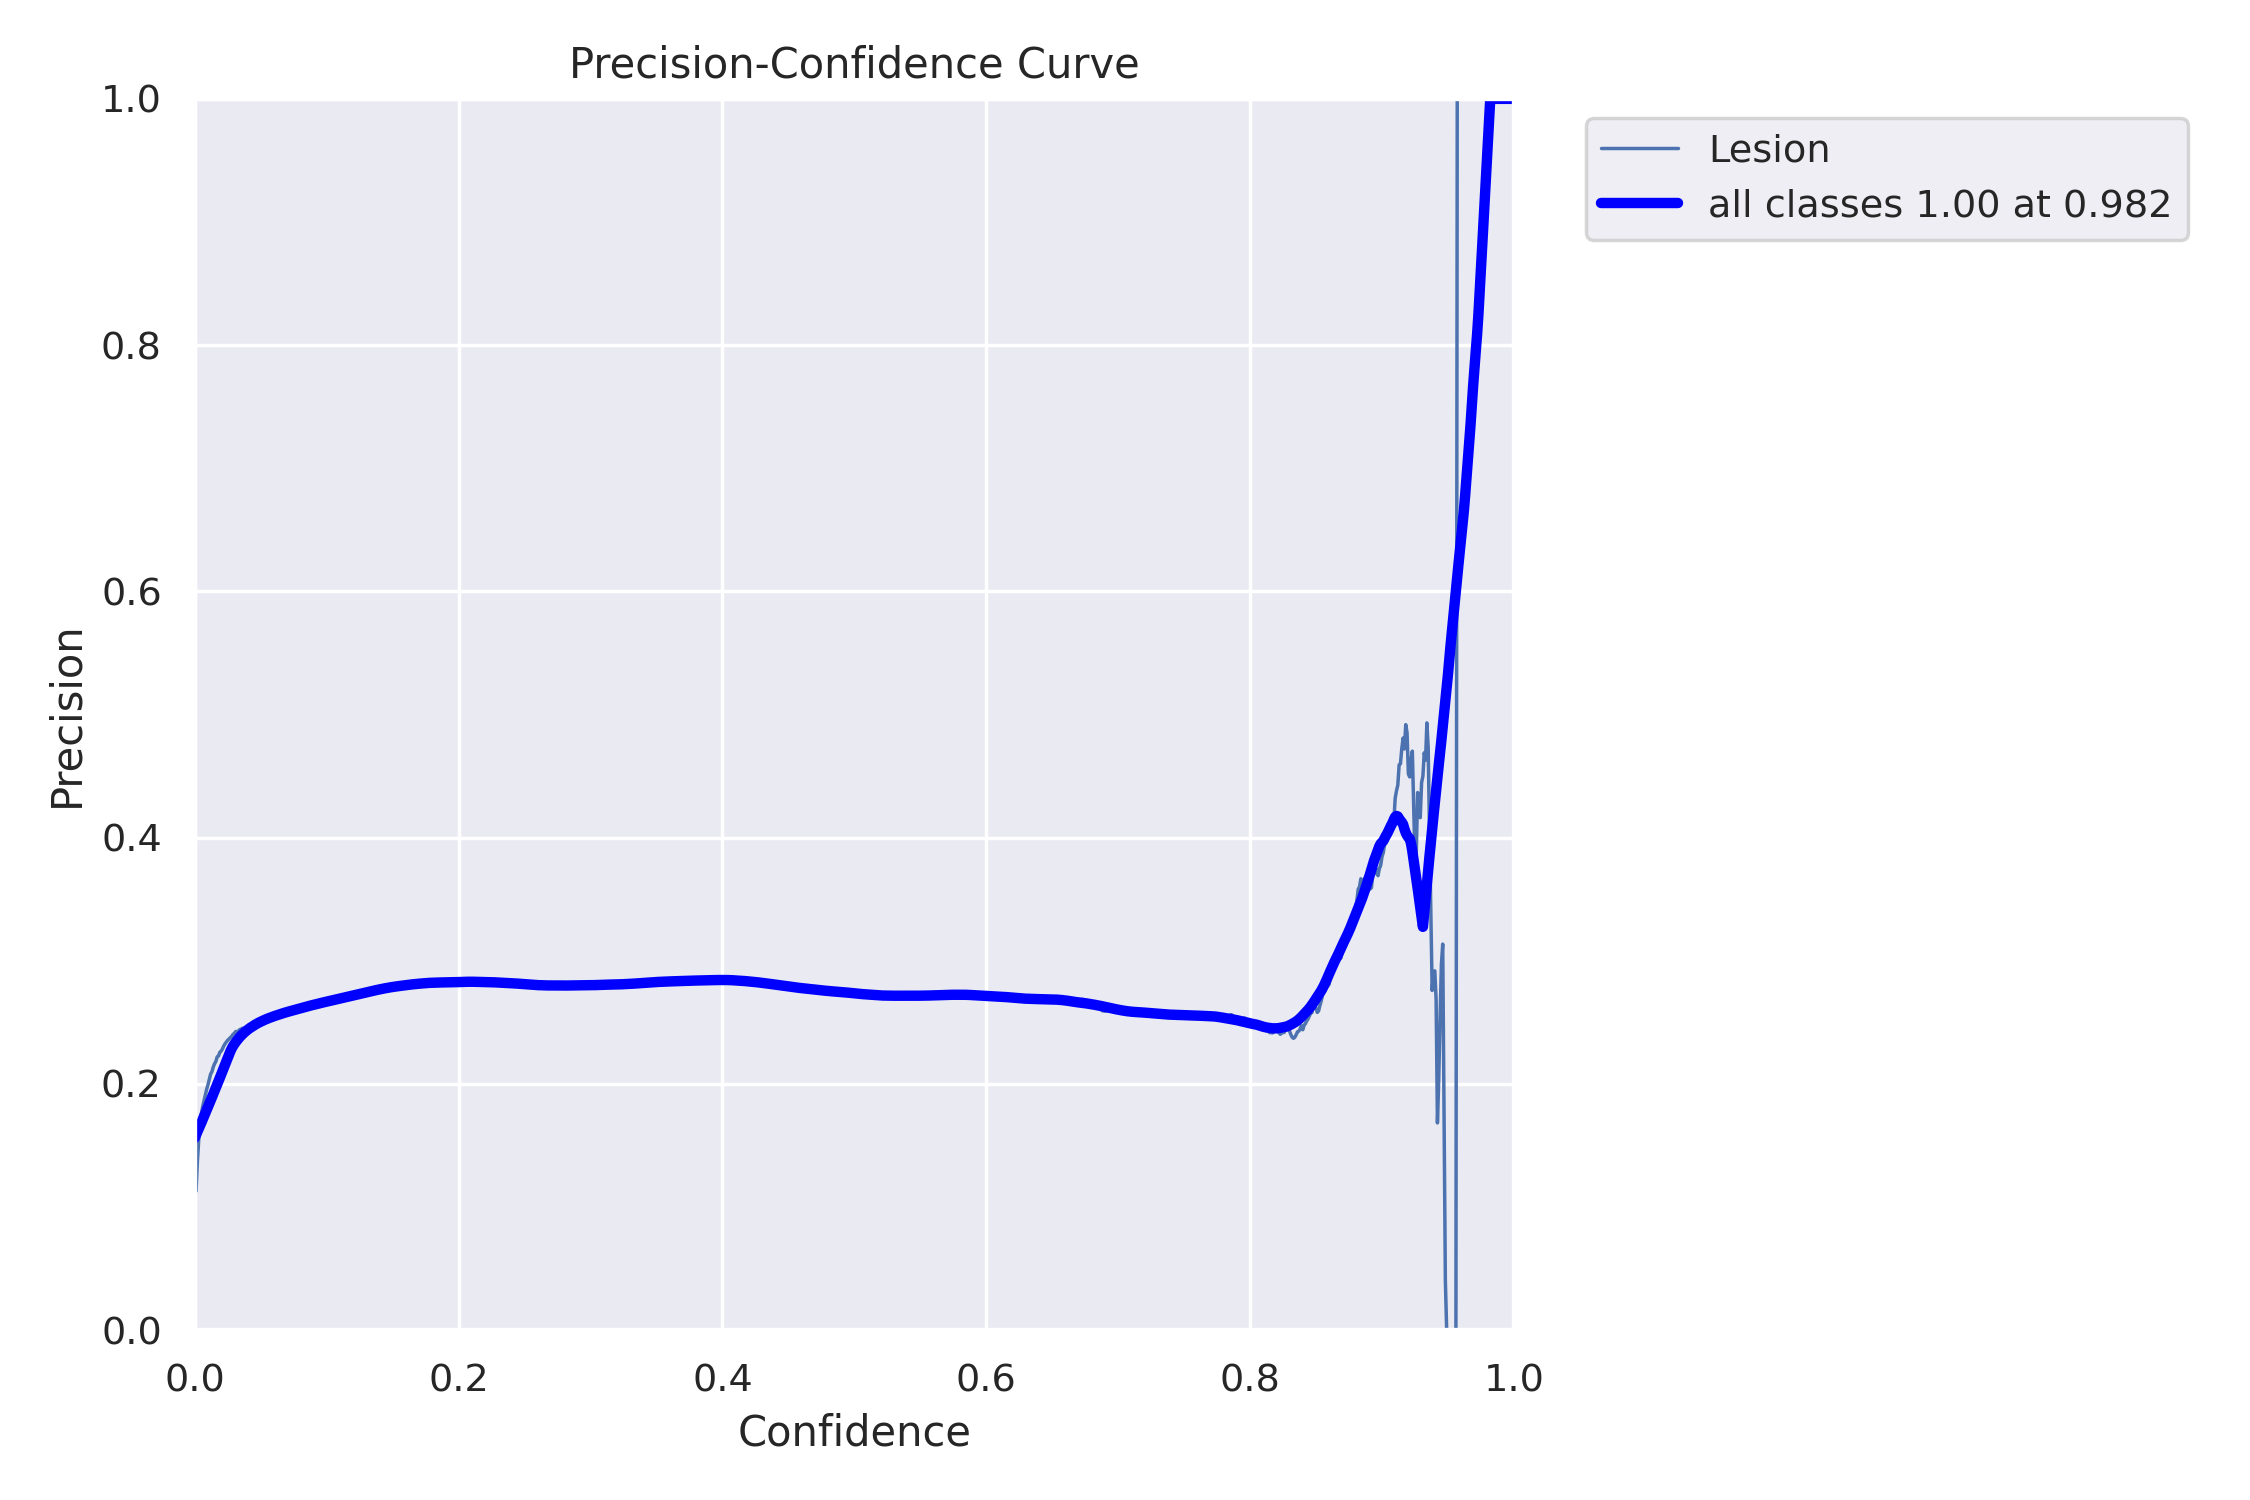 Precision-Confidence Curve
1.0
0.8
0.6
0.4
0.2
0.0
Precision
0.0 0.2 0.4 0.6 0.8 1.0
Confidence
Lesion
all classes 1.00 at 0.982